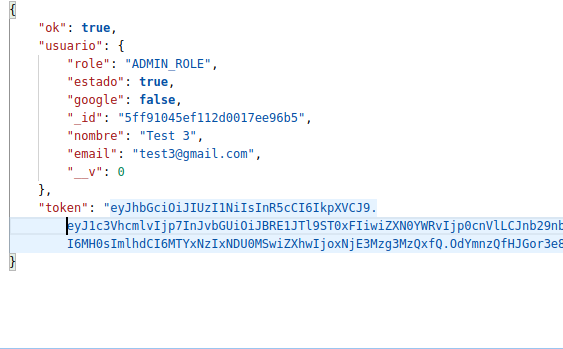 {
"ok": true,
"usuario": {
"role": "ADMIN_ROLE",
"estado": true,
"google": false,
"_id": "5ff91045ef112d0017ee96b5",
"nombre": "Test 3",
"email": "test3@gmail.com",
"__v": 0
},
"token": "eyJhbGciOiJIUzI1NiIsInR5cCI6IkpXVCJ9.
eyJ1c3VhcmlvIjp7InJvbGUiOiJBRE1JTl9ST0xFIiwiZXN0YWRvIjp0cnVlLCJnb29nb
I6MH0sImlhdCI6MTYxNzIxNDU0MSwiZXhwIjoxNjE3Mzg3MzQxfQ.OdYmnzQfHJGor3e8
}